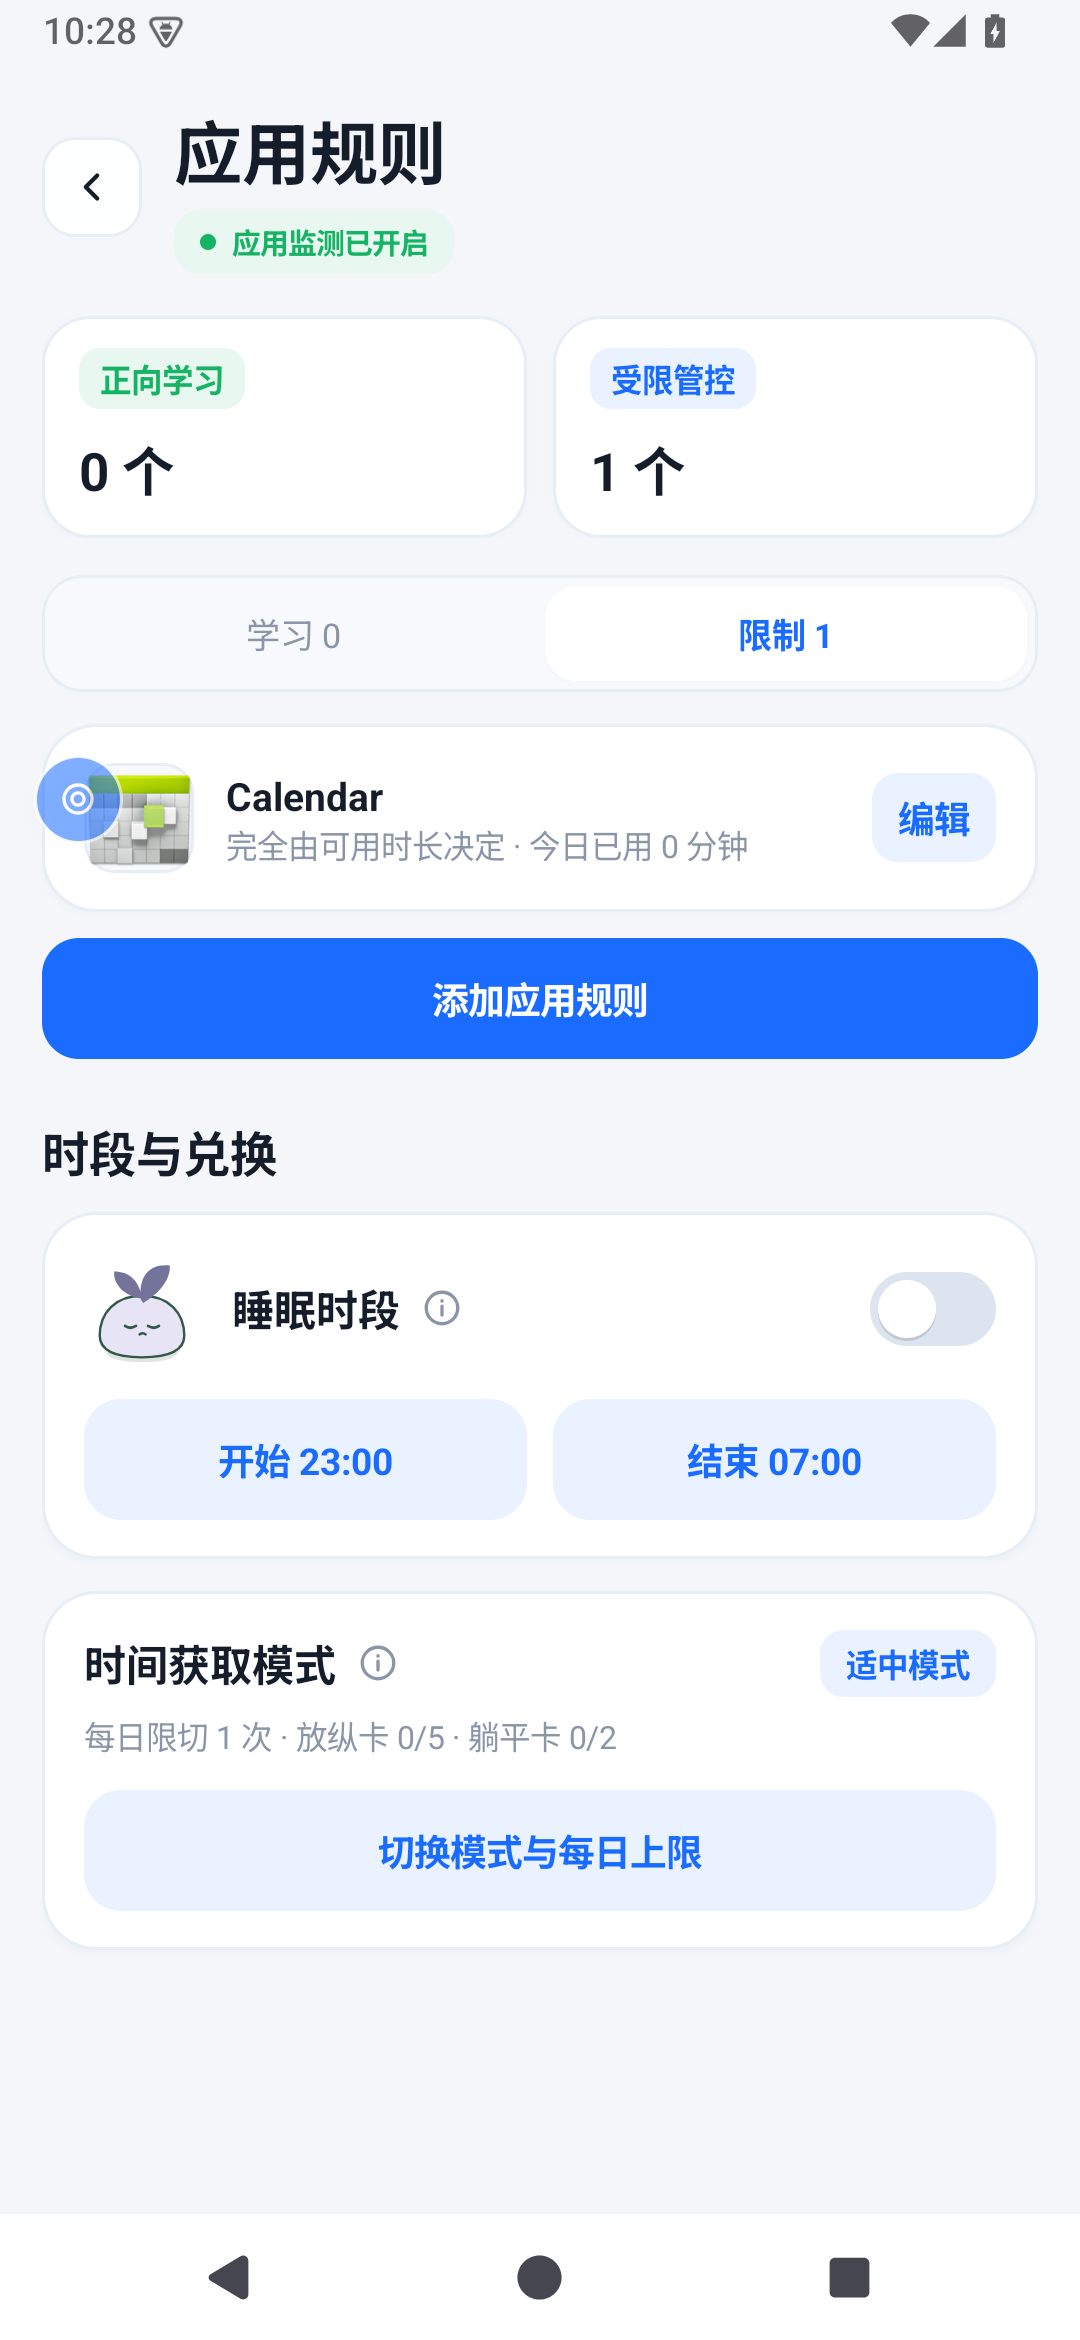 10:28
应用规则
应用监测已开启
正向学习
0 个
受限管控
1 个
学习 0
限制 1
Calendar
完全由可用时长决定 · 今日已用 0 分钟
编辑
添加应用规则
时段与兑换
睡眠时段
开始 23:00
结束 07:00
时间获取模式
适中模式
每日限切 1 次 · 放纵卡 0/5 · 躺平卡 0/2
切换模式与每日上限